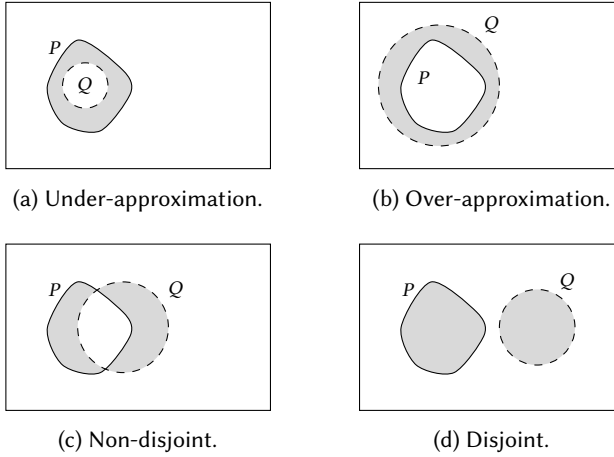 P
Q
(a) Under-approximation.
Q
P
(b) Over-approximation.
P
Q
(c) Non-disjoint.
P
Q
(d) Disjoint.